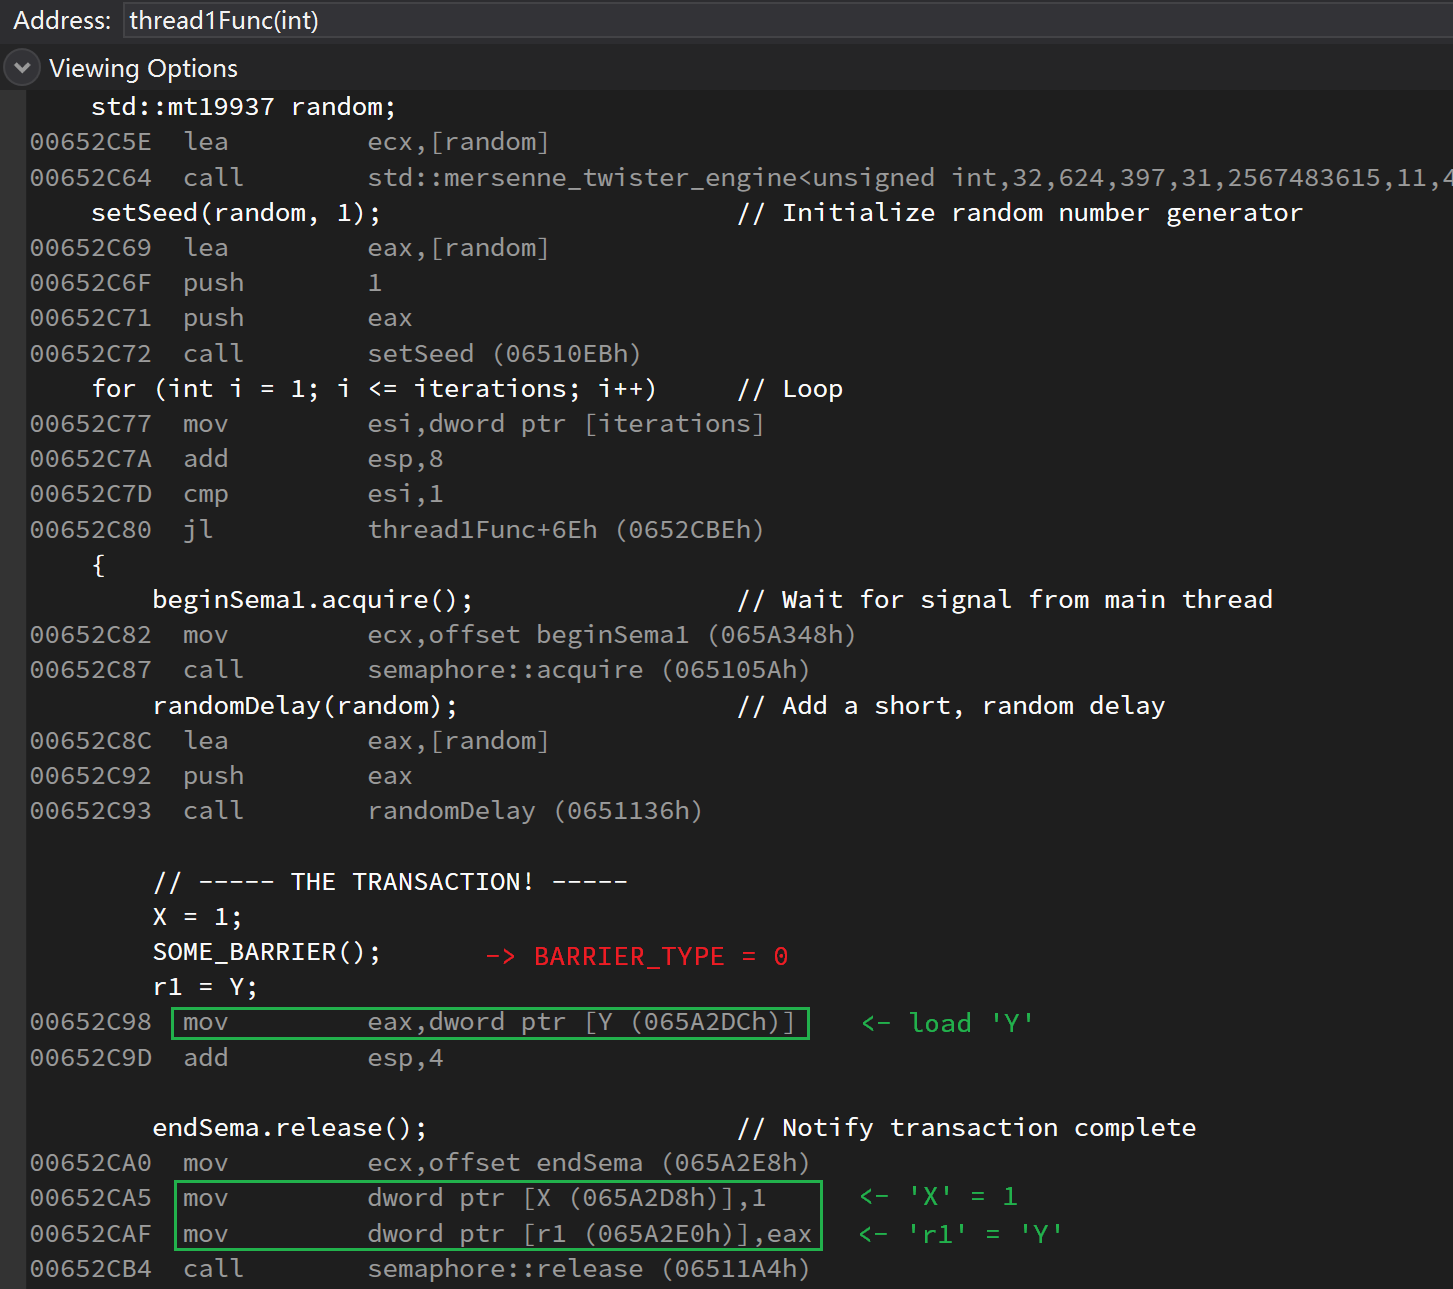 Address: thread1Func(int)
Viewing Options
std::mt19937 random;
00652C5E lea ecx,[random]
00652C64 call std::mersenne_twister_engine<unsigned int,32,624,397,31,2567483615,11,4
setSeed(random, 1); // Initialize random number generator
00652C69 lea eax,[random]
00652C6F push 1
00652C71 push eax
00652C72 call setSeed (06510EBh)
for (int i = 1; i <= iterations; i++) // Loop
00652C77 mov esi,dword ptr [iterations]
00652C7A add esp,8
00652C7D cmp esi,1
00652C80 jl thread1Func+6Eh (0652CBEh)
{
beginSema1.acquire(); // Wait for signal from main thread
00652C82 mov ecx,offset beginSema1 (065A348h)
00652C87 call semaphore::acquire (065105Ah)
randomDelay(random); // Add a short, random delay
00652C8C lea eax,[random]
00652C92 push eax
00652C93 call randomDelay (0651136h)
// ----- THE TRANSACTION! -----
X = 1;
SOME_BARRIER(); -> BARRIER_TYPE = 0
r1 = Y;
00652C98 mov eax,dword ptr [Y (065A2DCh)] <- load 'Y'
00652C9D add esp,4
endSema.release(); // Notify transaction complete
00652CA0 mov ecx,offset endSema (065A2E8h)
00652CA5 mov dword ptr [X (065A2D8h)],1 <- 'X' = 1
00652CAF mov dword ptr [r1 (065A2E0h)],eax <- 'r1' = 'Y'
00652CB4 call semaphore::release (06511A4h)